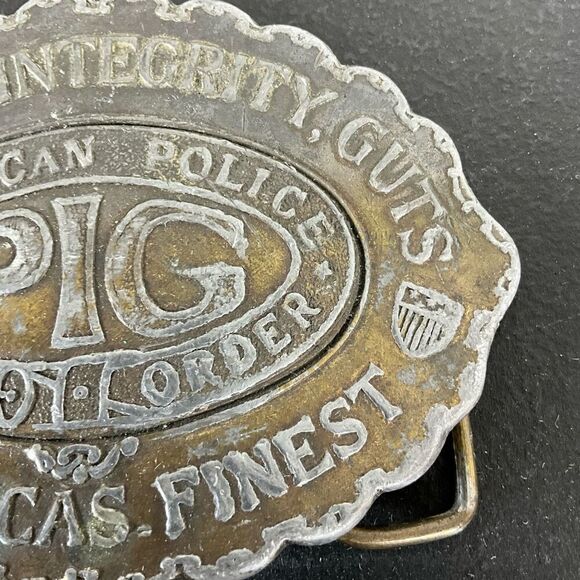 INTEGRITY, GUTS
CAN POLICE
PIG
ORDER
CAS FINEST